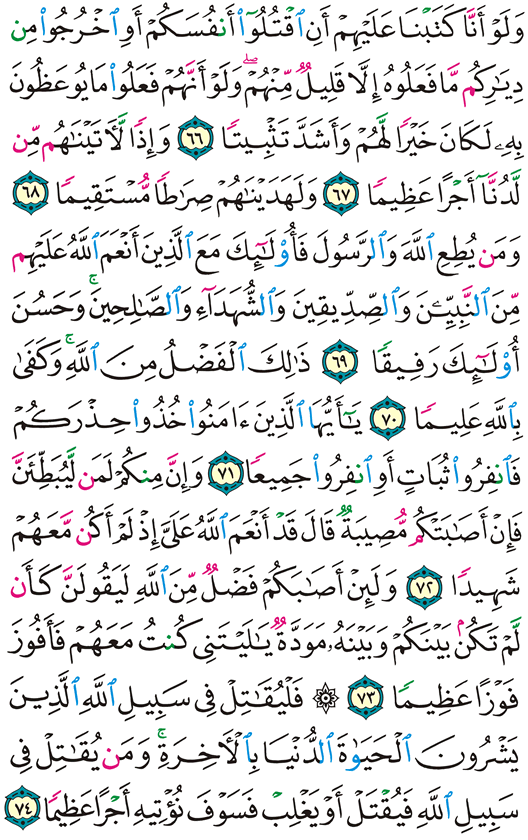 وَلَوْ أَنَّا كَتَبْنَا عَلَيْهِمْ أَنِ ٱقْتُلُوٓا۟ أَنفُسَكُمْ أَوِ ٱخْرُجُوا۟ مِن
دِيَـٰرِكُم مَّا فَعَلُوهُ إِلَّا قَلِيلٌ مِّنْهُمْ ۖ وَلَوْ أَنَّهُمْ فَعَلُوا۟ مَا يُوعَظُونَ
بِهِۦ لَكَانَ خَيْرًا لَّهُمْ وَأَشَدَّ تَثْبِيتًا ٦٦ وَإِذًا لَّـَٔاتَيْنَـٰهُم مِّن
لَّدُنَّآ أَجْرًا عَظِيمًا ٦٧ وَلَهَدَيْنَـٰهُمْ صِرَٰطًا مُّسْتَقِيمًا ٦٨
وَمَن يُطِعِ ٱللَّهَ وَٱلرَّسُولَ فَأُو۟لَـٰٓئِكَ مَعَ ٱلَّذِينَ أَنْعَمَ ٱللَّهُ عَلَيْهِم
مِّنَ ٱلنَّبِيِّـۧنَ وَٱلصِّدِّيقِينَ وَٱلشُّهَدَآءِ وَٱلصَّـٰلِحِينَ ۚ وَحَسُنَ
أُو۟لَـٰٓئِكَ رَفِيقًا ٦٩ ذَٰلِكَ ٱلْفَضْلُ مِنَ ٱللَّهِ ۚ وَكَفَىٰ
بِٱللَّهِ عَلِيمًا ٧٠ يَـٰٓأَيُّهَا ٱلَّذِينَ ءَامَنُوا۟ خُذُوا۟ حِذْرَكُمْ
فَٱنفِرُوا۟ ثُبَاتٍ أَوِ ٱنفِرُوا۟ جَمِيعًا ٧١ وَإِنَّ مِنكُمْ لَمَن لَّيُبَطِّئَنَّ
فَإِنْ أَصَـٰبَتْكُم مُّصِيبَةٌ قَالَ قَدْ أَنْعَمَ ٱللَّهُ عَلَىَّ إِذْ لَمْ أَكُن مَّعَهُمْ
شَهِيدًا ٧٢ وَلَئِنْ أَصَـٰبَكُمْ فَضْلٌ مِّنَ ٱللَّهِ لَيَقُولَنَّ كَأَن
لَّمْ تَكُنۢ بَيْنَكُمْ وَبَيْنَهُۥ مَوَدَّةٌ يَـٰلَيْتَنِى كُنتُ مَعَهُمْ فَأَفُوزَ
فَوْزًا عَظِيمًا ٧٣ ۞ فَلْيُقَـٰتِلْ فِى سَبِيلِ ٱللَّهِ ٱلَّذِينَ
يَشْرُونَ ٱلْحَيَوٰةَ ٱلدُّنْيَا بِٱلْـَٔاخِرَةِ ۚ وَمَن يُقَـٰتِلْ فِى
سَبِيلِ ٱللَّهِ فَيُقْتَلْ أَوْ يَغْلِبْ فَسَوْفَ نُؤْتِيهِ أَجْرًا عَظِيمًا ٧٤